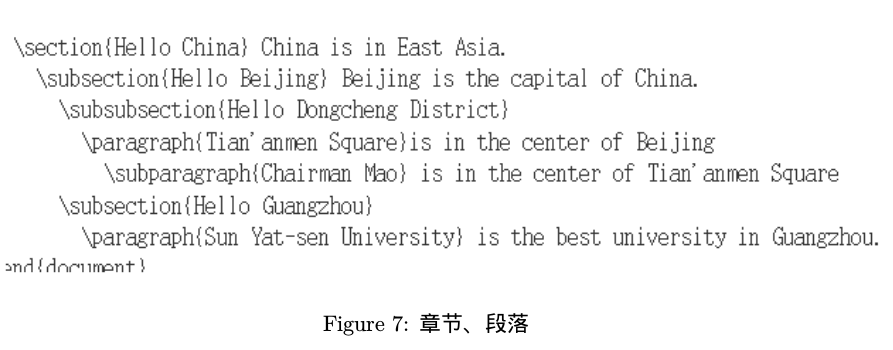 \section{Hello China} China is in East Asia.
\subsection{Hello Beijing} Beijing is the capital of China.
\subsubsection{Hello Dongcheng District}
\paragraph{Tian'anmen Square}is in the center of Beijing
\subparagraph{Chairman Mao} is in the center of Tian'anmen Square
\subsection{Hello Guangzhou}
\paragraph{Sun Yat-sen University} is the best university in Guangzhou.
end{document}
Figure 7: 章节、段落